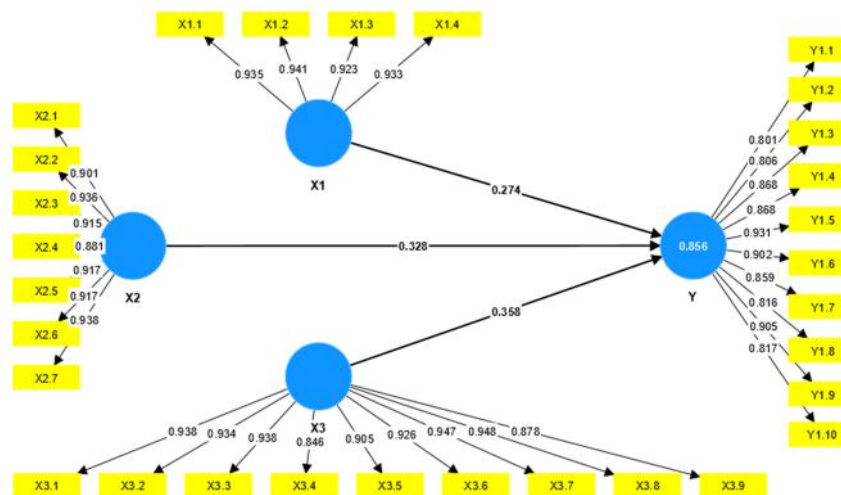 X1.1
X1.2
X1.3
X1.4
0.935
0.941
0.923
0.933
X1
X2.1
X2.2
X2.3
X2.4
X2.5
X2.6
X2.7
0.901
0.936
0.915
0.881
0.917
0.917
0.938
X2
0.274
0.328
0.358
0.856
Y
Y1.1
Y1.2
Y1.3
Y1.4
Y1.5
Y1.6
Y1.7
Y1.8
Y1.9
Y1.10
0.801
0.806
0.868
0.868
0.931
0.902
0.859
0.816
0.905
0.817
X3
0.938
0.934
0.938
0.846
0.905
0.926
0.947
0.948
0.878
X3.1
X3.2
X3.3
X3.4
X3.5
X3.6
X3.7
X3.8
X3.9